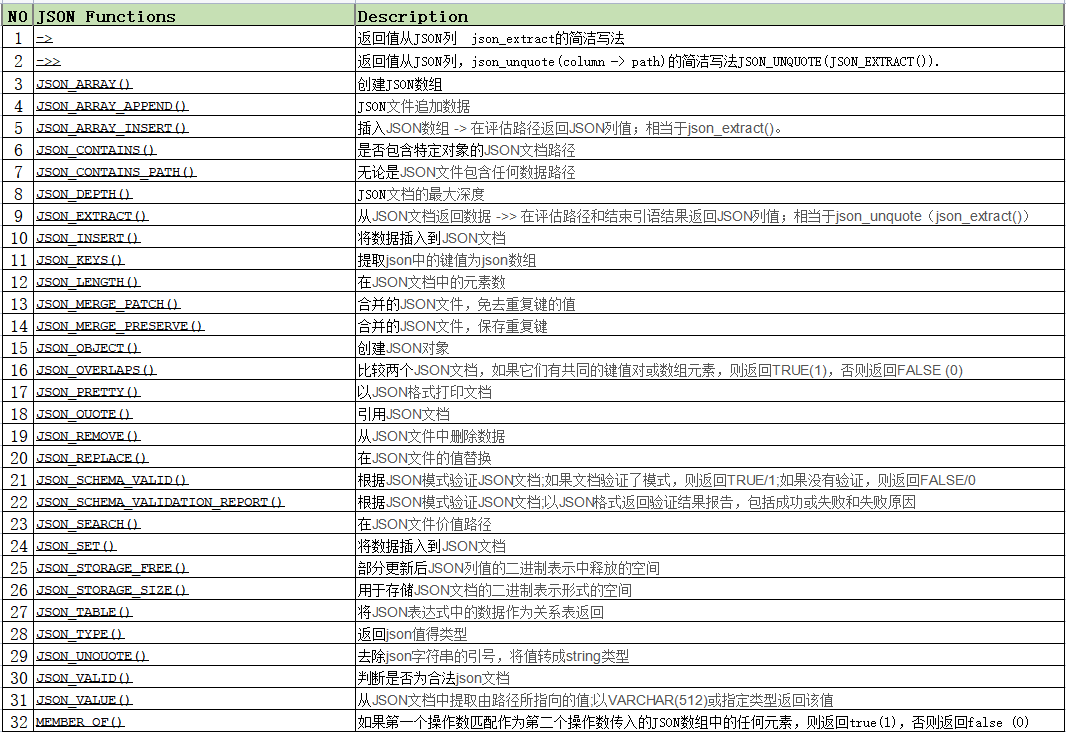 NO JSON Functions Description
1 -> 返回值从JSON列 json_extract的简洁写法
2 ->> 返回值从JSON列，json_unquote(column -> path)的简洁写法JSON_UNQUOTE(JSON_EXTRACT()).
3 JSON_ARRAY() 创建JSON数组
4 JSON_ARRAY_APPEND() JSON文件追加数据
5 JSON_ARRAY_INSERT() 插入JSON数组 -> 在评估路径返回JSON列值；相当于json_extract()。
6 JSON_CONTAINS() 是否包含特定对象的JSON文档路径
7 JSON_CONTAINS_PATH() 无论是JSON文件包含任何数据路径
8 JSON_DEPTH() JSON文档的最大深度
9 JSON_EXTRACT() 从JSON文档返回数据 ->> 在评估路径和结束引语结果返回JSON列值；相当于json_unquote（json_extract()）
10 JSON_INSERT() 将数据插入到JSON文档
11 JSON_KEYS() 提取json中的键值为json数组
12 JSON_LENGTH() 在JSON文档中的元素数
13 JSON_MERGE_PATCH() 合并的JSON文件，免去重复键的值
14 JSON_MERGE_PRESERVE() 合并的JSON文件，保存重复键
15 JSON_OBJECT() 创建JSON对象
16 JSON_OVERLAPS() 比较两个JSON文档，如果它们有共同的键值对或数组元素，则返回TRUE(1)，否则返回FALSE (0)
17 JSON_PRETTY() 以JSON格式打印文档
18 JSON_QUOTE() 引用JSON文档
19 JSON_REMOVE() 从JSON文件中删除数据
20 JSON_REPLACE() 在JSON文件的值替换
21 JSON_SCHEMA_VALID() 根据JSON模式验证JSON文档;如果文档验证了模式，则返回TRUE/1;如果没有验证，则返回FALSE/0
22 JSON_SCHEMA_VALIDATION_REPORT() 根据JSON模式验证JSON文档;以JSON格式返回验证结果报告，包括成功或失败和失败原因
23 JSON_SEARCH() 在JSON文件价值路径
24 JSON_SET() 将数据插入到JSON文档
25 JSON_STORAGE_FREE() 部分更新后JSON列值的二进制表示中释放的空间
26 JSON_STORAGE_SIZE() 用于存储JSON文档的二进制表示形式的空间
27 JSON_TABLE() 将JSON表达式中的数据作为关系表返回
28 JSON_TYPE() 返回json值得类型
29 JSON_UNQUOTE() 去除json字符串的引号，将值转成string类型
30 JSON_VALID() 判断是否为合法json文档
31 JSON_VALUE() 从JSON文档中提取由路径所指向的值;以VARCHAR(512)或指定类型返回该值
32 MEMBER OF() 如果第一个操作数匹配作为第二个操作数传入的JSON数组中的任何元素，则返回true(1)，否则返回false (0)